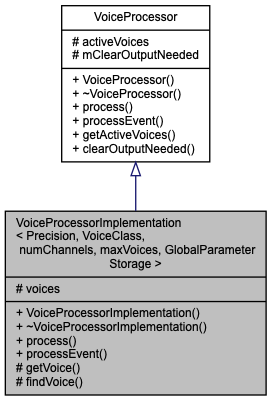 VoiceProcessor
# activeVoices
# mClearOutputNeeded
+ VoiceProcessor()
+ ~VoiceProcessor()
+ process()
+ processEvent()
+ getActiveVoices()
+ clearOutputNeeded()
VoiceProcessorImplementation
< Precision, VoiceClass,
numChannels, maxVoices, GlobalParameter
Storage >
# voices
+ VoiceProcessorImplementation()
+ ~VoiceProcessorImplementation()
+ process()
+ processEvent()
# getVoice()
# findVoice()